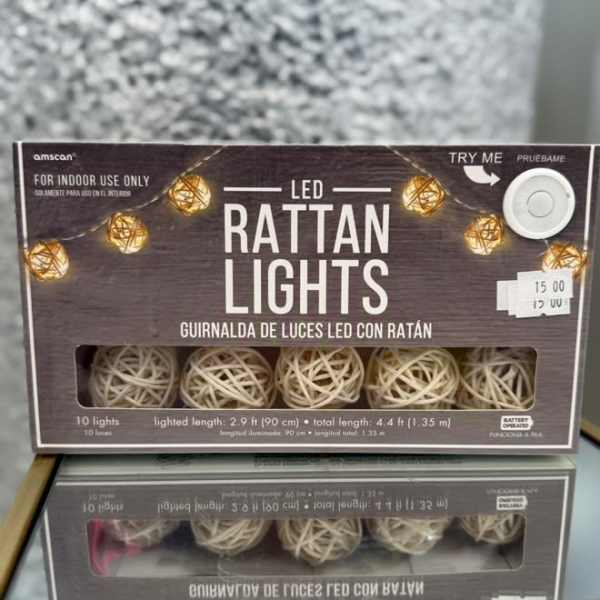 amscan®
TRY ME PRUÉBAME
FOR INDOOR USE ONLY
SOLAMENTE PARA USO EN EL INTERIOR
LED
RATTAN
LIGHTS
GUIRNALDA DE LUCES LED CON RATÁN
15 00
15 00
10 lights lighted length: 2.9 ft (90 cm) • total length: 4.4 ft (1.35 m)
10 luces longitud iluminada: 90 cm • longitud total: 1.35 m
BATTERY
OPERATED
FUNCIONA A PILA